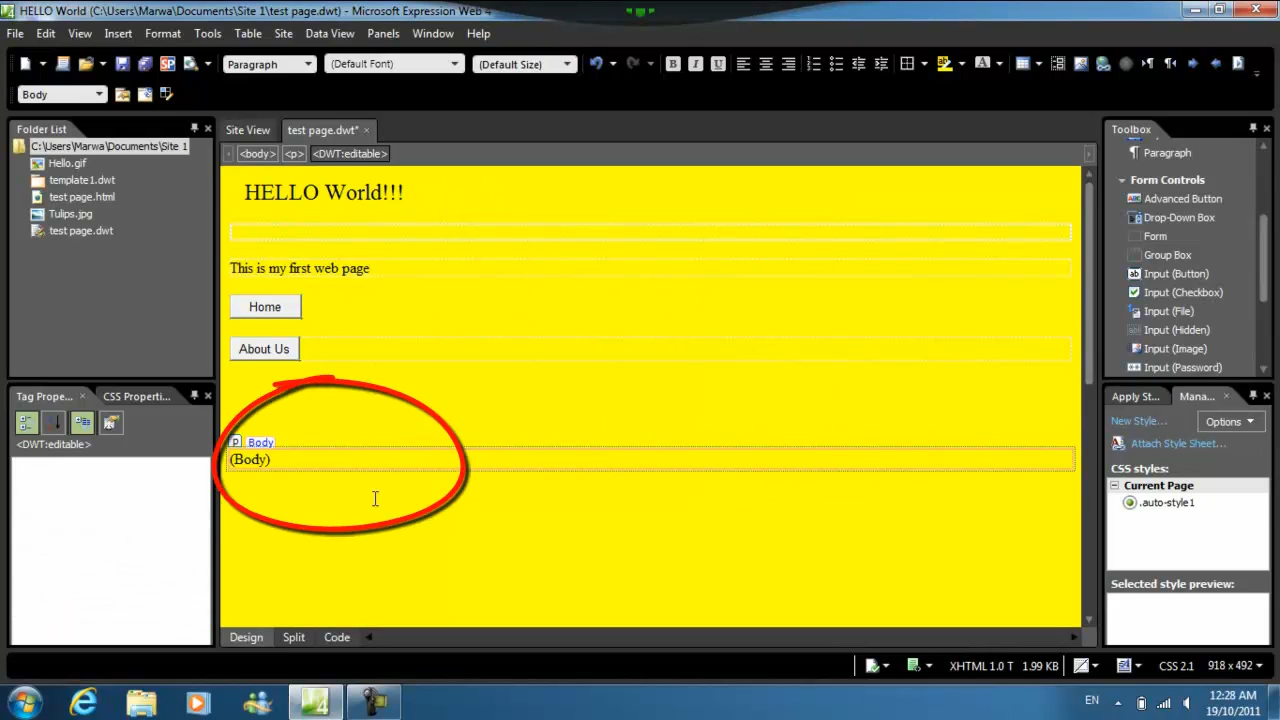 HELLO World (C:\Users\Marwa\Documents\Site 1\test page.dwt) - Microsoft Expression Web 4
File Edit View Insert Format Tools Table Site Data View Panels Window Help
Paragraph (Default Font) (Default Size) B I U A
Body
Folder List
C:\Users\Marwa\Documents\Site 1
Hello.gif
template1.dwt
test page.html
Tulips.jpg
test page.dwt
Tag Prope... CSS Properti...
<DWT:editable>
Site View test page.dwt*
<body> <p> <DWT:editable>
HELLO World!!!
This is my first web page
Home
About Us
P Body
(Body)
Design Split Code
Toolbox
Paragraph
Form Controls
Advanced Button
Drop-Down Box
Form
Group Box
Input (Button)
Input (Checkbox)
Input (File)
Input (Hidden)
Input (Image)
Input (Password)
Apply St... Mana...
New Style... Options
Attach Style Sheet...
CSS styles:
Current Page
.auto-style1
Selected style preview:
XHTML 1.0 T 1.99 KB CSS 2.1 918 x 492
EN 12:28 AM
19/10/2011